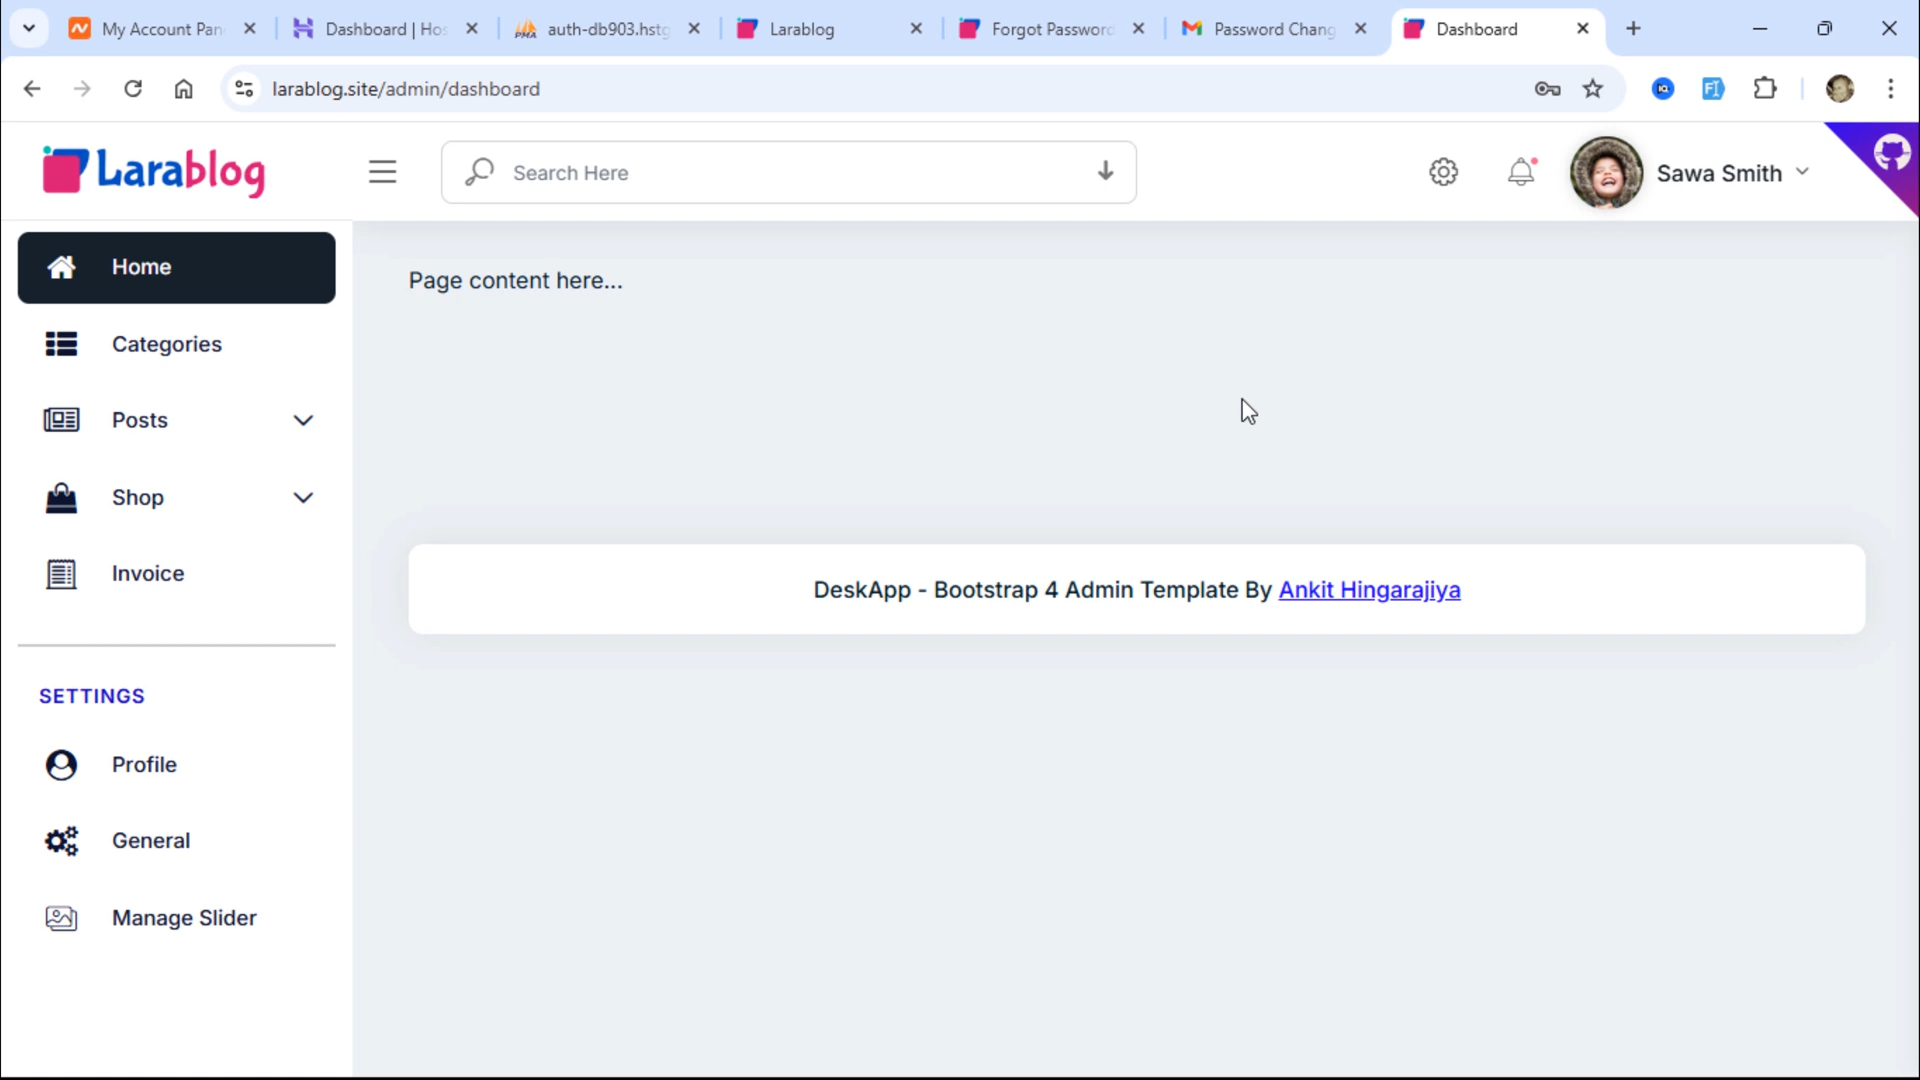 My Account Pan
Dashboard | Hos
auth-db903.hstg
Larablog
Forgot Password
Password Chang
Dashboard
larablog.site/admin/dashboard
Larablog
Search Here
Sawa Smith
Home
Categories
Posts
Shop
Invoice
SETTINGS
Profile
General
Manage Slider
Page content here...
DeskApp - Bootstrap 4 Admin Template By Ankit Hingarajiya